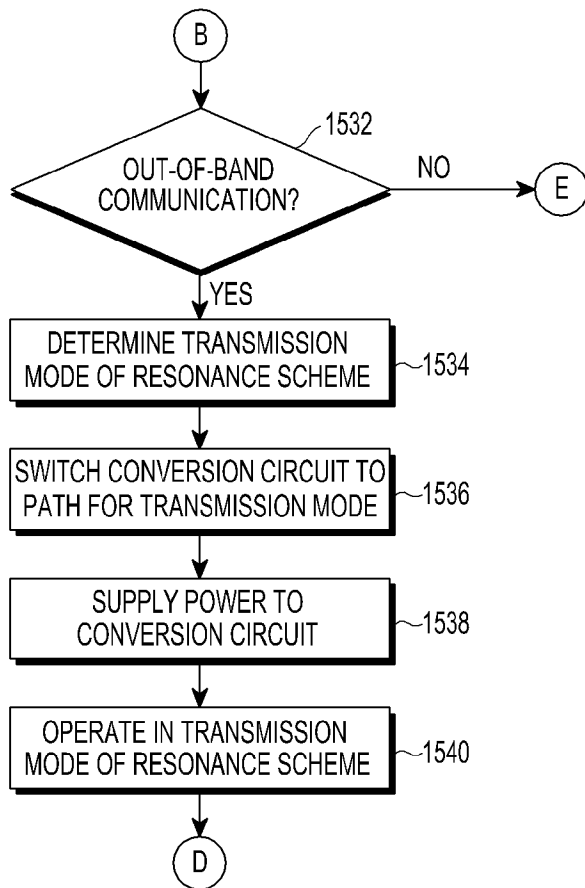 B
1532
OUT-OF-BAND
COMMUNICATION?
NO
E
YES
DETERMINE TRANSMISSION
MODE OF RESONANCE SCHEME
1534
SWITCH CONVERSION CIRCUIT TO
PATH FOR TRANSMISSION MODE
1536
SUPPLY POWER TO
CONVERSION CIRCUIT
1538
OPERATE IN TRANSMISSION
MODE OF RESONANCE SCHEME
1540
D